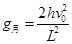 g月 = 2hv₀²/L²